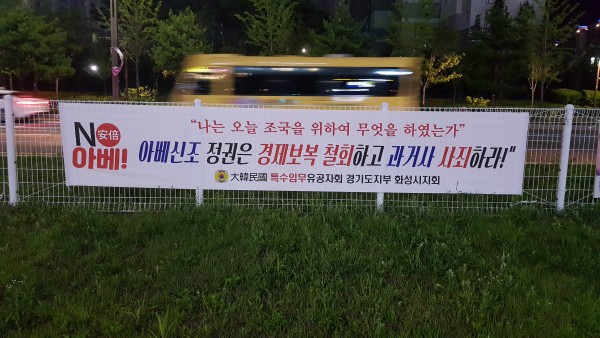 NO 安倍
아베!
"나는 오늘 조국을 위하여 무엇을 하였는가"
아베신조 정권은 경제보복 철회하고 과거사 사죄하라!"
大韓民國 특수임무유공자회 경기도지부 화성시지회